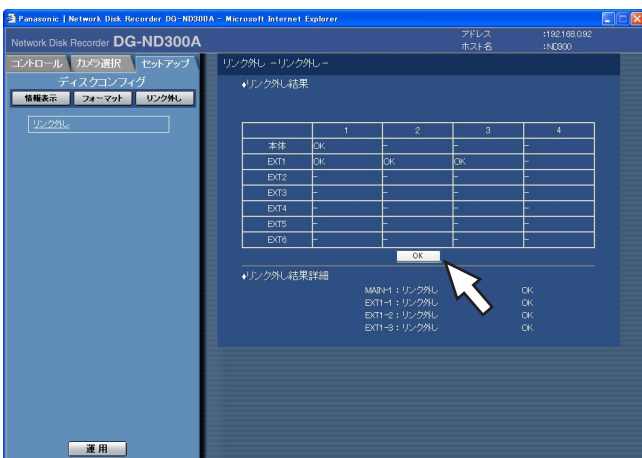 Panasonic | Network Disk Recorder DG-ND300A - Microsoft Internet Explorer
Network Disk Recorder DG-ND300A
アドレス :192.168.0.92
ホスト名 :ND300
コントロール カメラ選択 セットアップ
ディスクコンフィグ
情報表示 フォーマット リンク外し
リンク外し
リンク外し -リンク外し-
♦リンク外し結果
1 2 3 4
本体 OK - - -
EXT1 OK OK OK -
EXT2 - - - -
EXT3 - - - -
EXT4 - - - -
EXT5 - - - -
EXT6 - - - -
OK
♦リンク外し結果詳細
MAIN-1：リンク外し OK
EXT1-1：リンク外し OK
EXT1-2：リンク外し OK
EXT1-3：リンク外し OK
運用